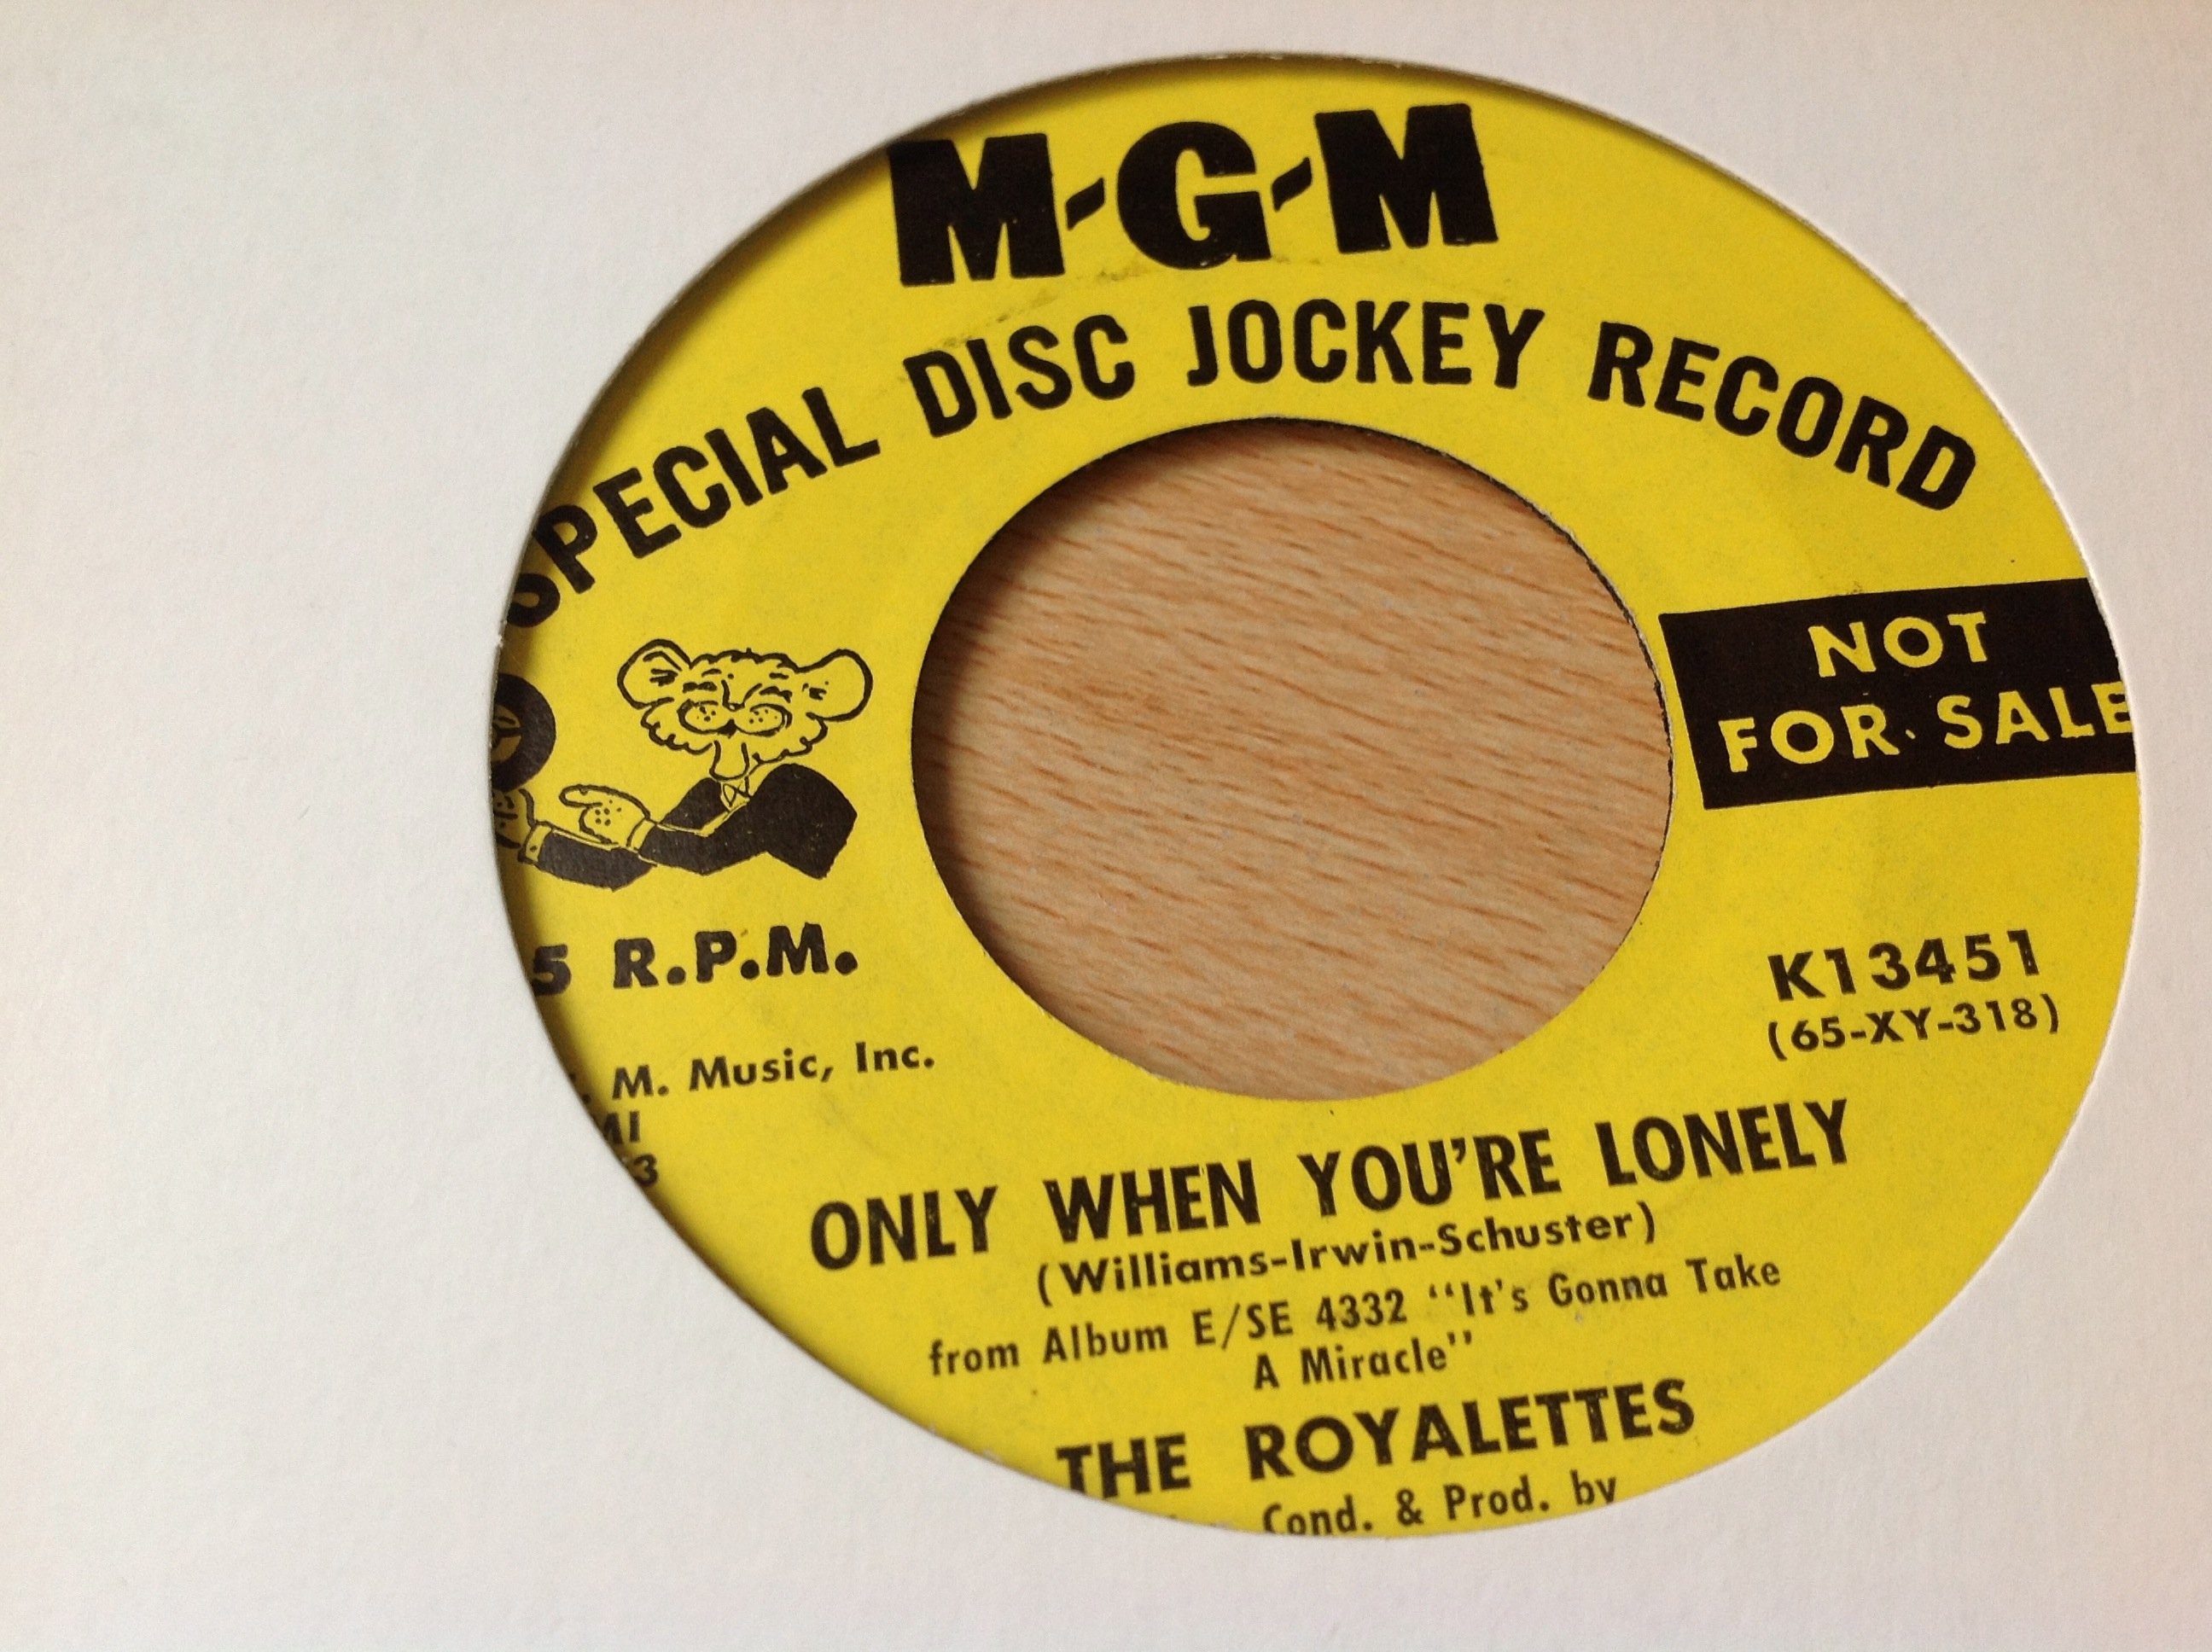 M-G-M
SPECIAL DISC JOCKEY RECORD
NOT
FOR SALE
5 R.P.M.
K13451
(65-XY-318)
M. Music, Inc.
ONLY WHEN YOU'RE LONELY
(Williams-Irwin-Schuster)
from Album E/SE 4332 "It's Gonna Take
A Miracle"
THE ROYALETTES
Cond. & Prod. by